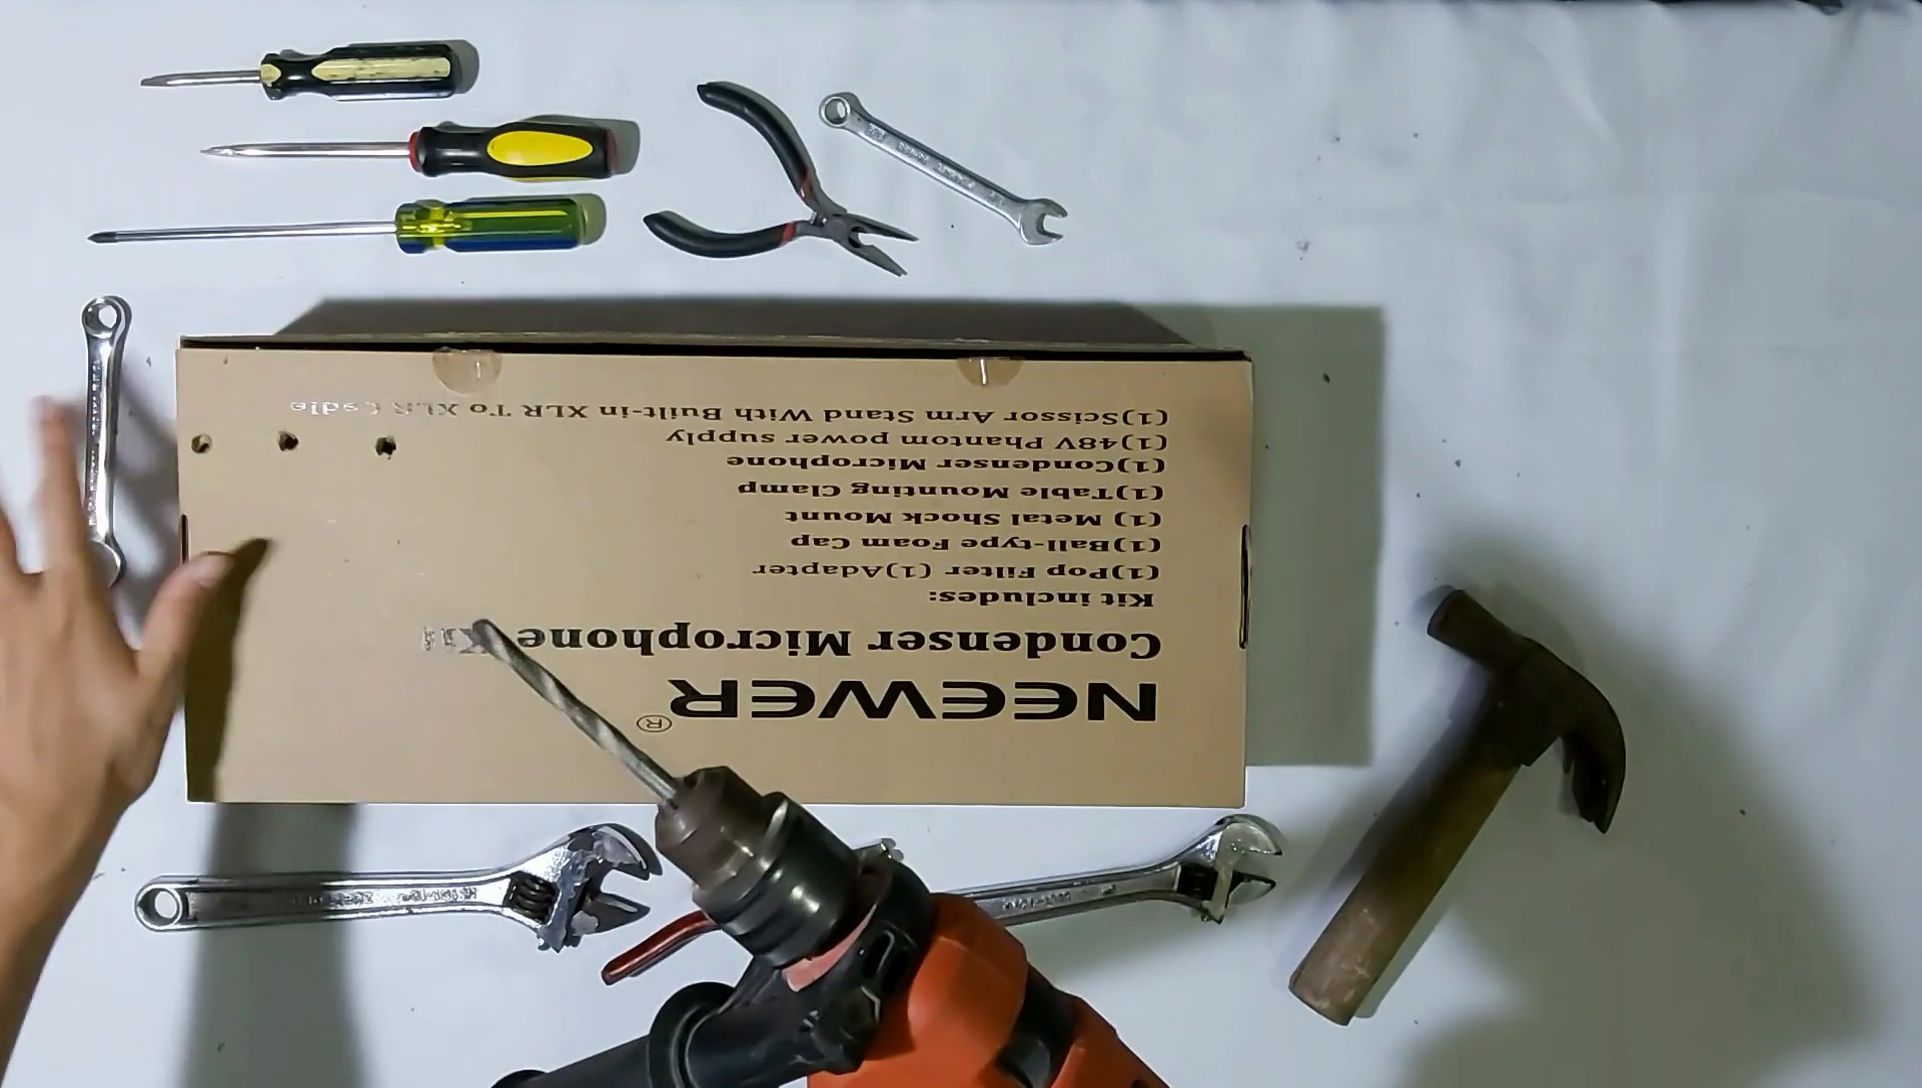 NEEWER®
Condenser Microphone Kit
Kit includes:
(1)Pop Filter (1)Adapter
(1)Ball-type Foam Cap
(1) Metal Shock Mount
(1)Table Mounting Clamp
(1)Condenser Microphone
(1)48V Phantom power supply
(1)Scissor Arm Stand With Built-in XLR To XLR Cable